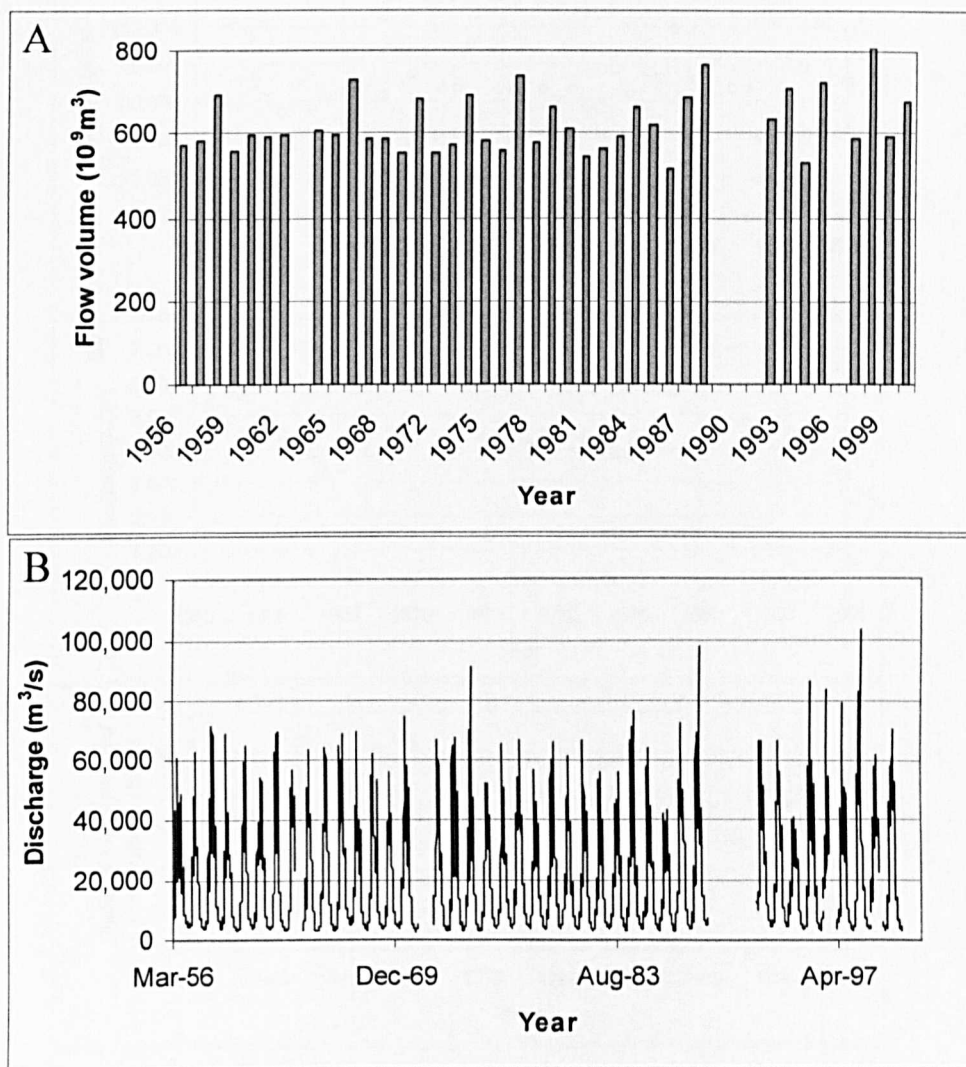 A
Flow volume (10⁹m³)
800
600
400
200
0
1956
1959
1962
1965
1968
1972
1975
1978
1981
1984
1987
1990
1993
1996
1999
Year
B
Discharge (m³/s)
120,000
100,000
80,000
60,000
40,000
20,000
0
Mar-56
Dec-69
Aug-83
Apr-97
Year